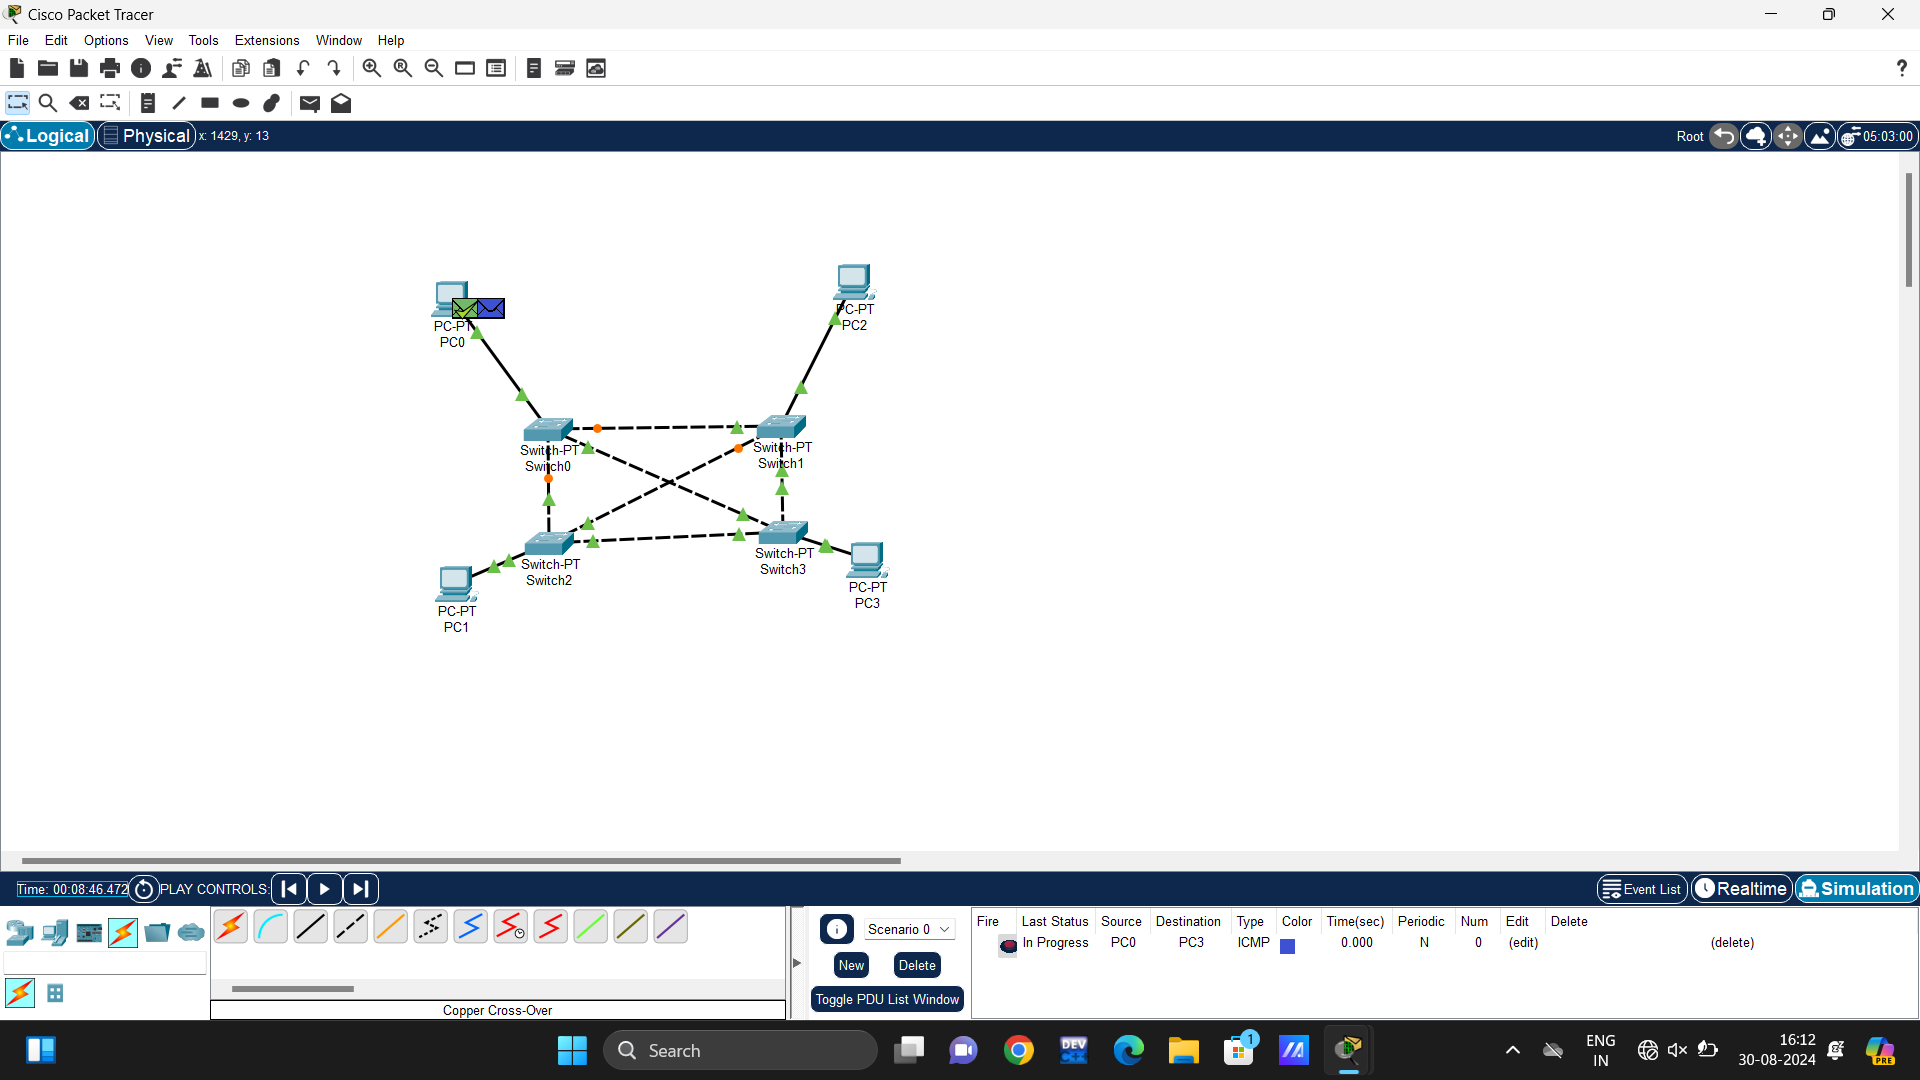 Cisco Packet Tracer
File Edit Options View Tools Extensions Window Help
?
Logical Physical x: 1429, y: 13 Root 05:03:00
PC-PT
PC0
PC-PT
PC2
Switch-PT
Switch0
Switch-PT
Switch1
Switch-PT
Switch2
Switch-PT
Switch3
PC-PT
PC1
PC-PT
PC3
Time: 00:08:46.472 PLAY CONTROLS: Event List Realtime Simulation
Scenario 0
New Delete
Toggle PDU List Window
Fire Last Status Source Destination Type Color Time(sec) Periodic Num Edit Delete
In Progress PC0 PC3 ICMP 0.000 N 0 (edit) (delete)
Copper Cross-Over
Search
DEV
C++
1
ENG
IN
16:12
30-08-2024
PRE